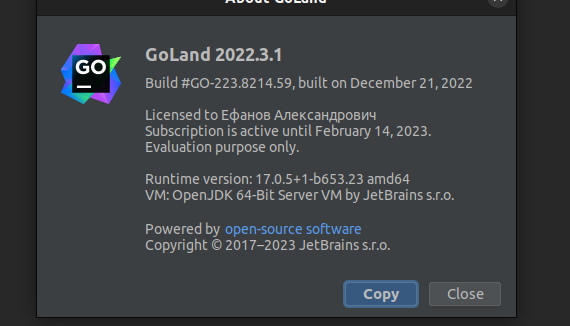 About GoLand
GO
GoLand 2022.3.1
Build #GO-223.8214.59, built on December 21, 2022
Licensed to Ефанов Александрович
Subscription is active until February 14, 2023.
Evaluation purpose only.
Runtime version: 17.0.5+1-b653.23 amd64
VM: OpenJDK 64-Bit Server VM by JetBrains s.r.o.
Powered by open-source software
Copyright © 2017–2023 JetBrains s.r.o.
Copy Close